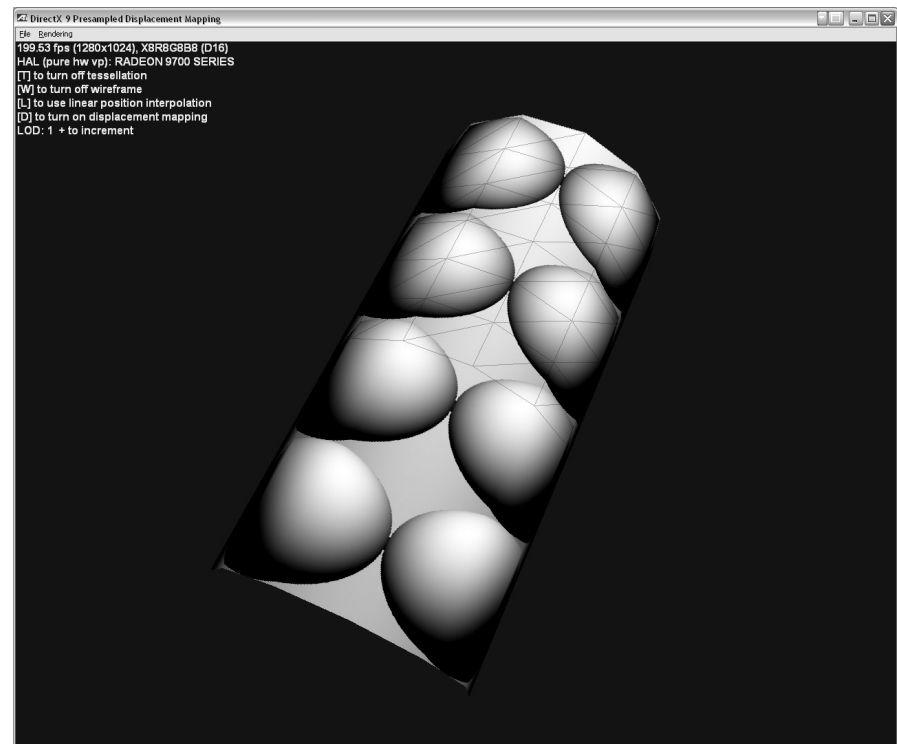 DirectX 9 Presampled Displacement Mapping
File Rendering
199.53 fps (1280x1024), X8R8G8B8 (D16)
HAL (pure hw vp): RADEON 9700 SERIES
[T] to turn off tessellation
[W] to turn off wireframe
[L] to use linear position interpolation
[D] to turn on displacement mapping
LOD: 1 + to increment